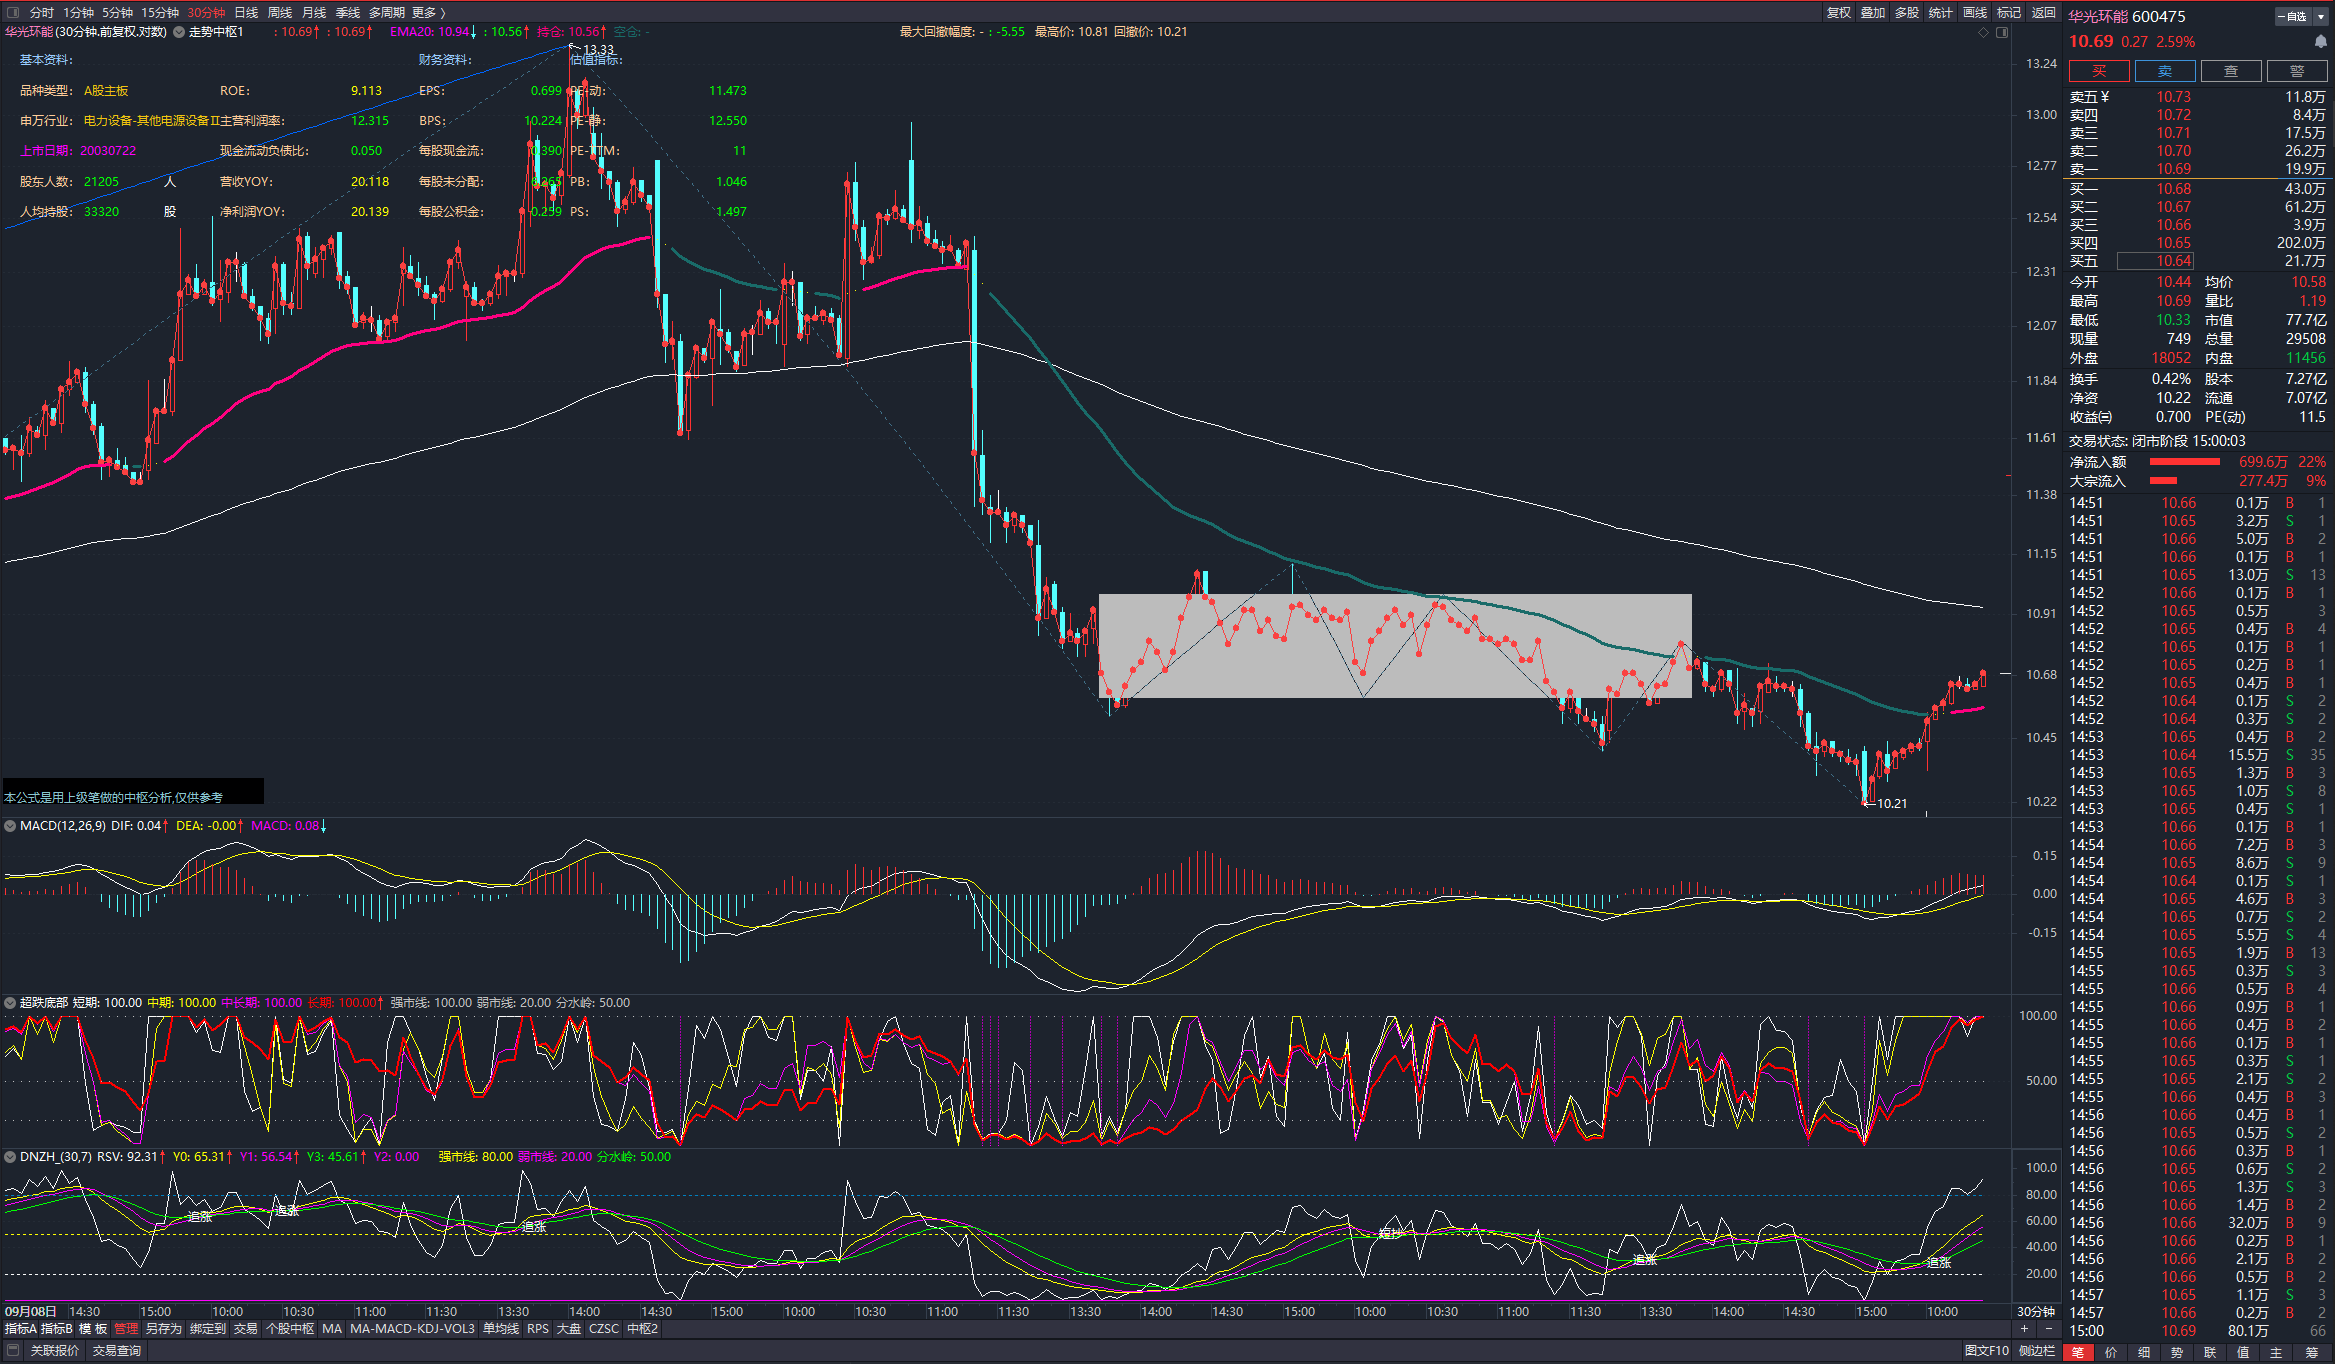 分时 1分钟 5分钟 15分钟 30分钟 日线 周线 月线 季线 多周期 更多 〉 复权 叠加 多股 统计 画线 标记 返回
华光环能(30分钟.前复权.对数) 走势中枢1 : 10.69↑ : 10.69↑ EMA20: 10.94↓ : 10.56↑ 持仓: 10.56↑ 空仓: - 最大回撤幅度: - : -5.55 最高价: 10.81 回撤价: 10.21
13.33
基本资料: 财务资料: 估值指标:
品种类型: A股主板 ROE: 9.113 EPS: 0.699 PE-动: 11.473
申万行业: 电力设备-其他电源设备Ⅱ 主营利润率: 12.315 BPS: 10.224 PE-静: 12.550
上市日期: 20030722 现金流动负债比: 0.050 每股现金流: 0.390 PE-TTM: 11
股东人数: 21205 人 营收YOY: 20.118 每股未分配: PB: 1.046
人均持股: 33320 股 净利润YOY: 20.139 每股公积金: 0.259 PS: 1.497
13.24
13.00
12.77
12.54
12.31
12.07
11.84
11.61
11.38
11.15
10.91
10.68
10.45
10.22
10.21
本公式是用上级笔做的中枢分析,仅供参考
MACD(12,26,9) DIF: 0.04↑ DEA: -0.00↑ MACD: 0.08↓
0.15
0.00
-0.15
超跌底部 短期: 100.00 中期: 100.00 中长期: 100.00 长期: 100.00↑ 强市线: 100.00 弱市线: 20.00 分水岭: 50.00
100.00
50.00
DNZH_(30,7) RSV: 92.31↑ Y0: 65.31↑ Y1: 56.54↑ Y3: 45.61↑ Y2: 0.00 强市线: 80.00 弱市线: 20.00 分水岭: 50.00
100.0
80.00
60.00
40.00
20.00
追涨 追涨 追涨 短抄 追涨 追涨
09月08日 14:30 15:00 10:00 10:30 11:00 11:30 13:30 14:00 14:30 15:00 10:00 10:30 11:00 11:30 13:30 14:00 14:30 15:00 10:00 10:30 11:00 11:30 13:30 14:00 14:30 15:00 10:00 30分钟
指标A 指标B 模 板 管理 另存为 绑定到 交易 个股中枢 MA MA-MACD-KDJ-VOL3 单均线 RPS 大盘 CZSC 中枢2 + -
关联报价 交易查询 图文F10 侧边栏
华光环能 600475 一自选
10.69 0.27 2.59%
买 卖 查 警
卖五¥ 10.73 11.8万
卖四 10.72 8.4万
卖三 10.71 17.5万
卖二 10.70 26.2万
卖一 10.69 19.9万
买一 10.68 43.0万
买二 10.67 61.2万
买三 10.66 3.9万
买四 10.65 202.0万
买五 10.64 21.7万
今开 10.44 均价 10.58
最高 10.69 量比 1.19
最低 10.33 市值 77.7亿
现量 749 总量 29508
外盘 18052 内盘 11456
换手 0.42% 股本 7.27亿
净资 10.22 流通 7.07亿
收益㈢ 0.700 PE(动) 11.5
交易状态: 闭市阶段 15:00:03
净流入额 699.6万 22%
大宗流入 277.4万 9%
14:51 10.66 0.1万 B 1
14:51 10.65 3.2万 S 1
14:51 10.66 5.0万 B 2
14:51 10.66 0.1万 B 1
14:51 10.65 13.0万 S 13
14:52 10.66 0.1万 B 1
14:52 10.65 0.5万 3
14:52 10.65 0.4万 B 4
14:52 10.65 0.1万 B 1
14:52 10.65 0.2万 B 1
14:52 10.65 0.4万 B 1
14:52 10.64 0.1万 S 2
14:52 10.64 0.3万 S 2
14:53 10.65 0.4万 B 2
14:53 10.64 15.5万 S 35
14:53 10.65 1.3万 B 3
14:53 10.65 1.0万 S 8
14:53 10.65 0.4万 S 1
14:53 10.66 0.1万 B 1
14:54 10.66 7.2万 B 3
14:54 10.65 8.6万 S 9
14:54 10.64 0.1万 S 1
14:54 10.65 4.6万 B 3
14:54 10.65 0.7万 S 2
14:54 10.65 5.5万 S 4
14:55 10.65 1.9万 B 13
14:55 10.65 0.3万 S 3
14:55 10.66 0.5万 B 4
14:55 10.66 0.9万 B 1
14:55 10.66 0.4万 B 2
14:55 10.66 0.1万 B 1
14:55 10.65 0.3万 S 1
14:55 10.65 2.1万 S 2
14:55 10.66 0.4万 B 3
14:56 10.66 0.4万 B 1
14:56 10.65 0.5万 S 2
14:56 10.66 0.3万 B 1
14:56 10.65 0.6万 S 2
14:56 10.65 1.3万 S 3
14:56 10.66 1.4万 B 2
14:56 10.66 32.0万 B 9
14:56 10.66 0.2万 B 1
14:56 10.66 2.1万 B 2
14:56 10.66 0.5万 B 2
14:57 10.65 1.1万 S 3
14:57 10.66 0.2万 B 2
15:00 10.69 80.1万 66
笔 价 细 势 联 值 主 筹